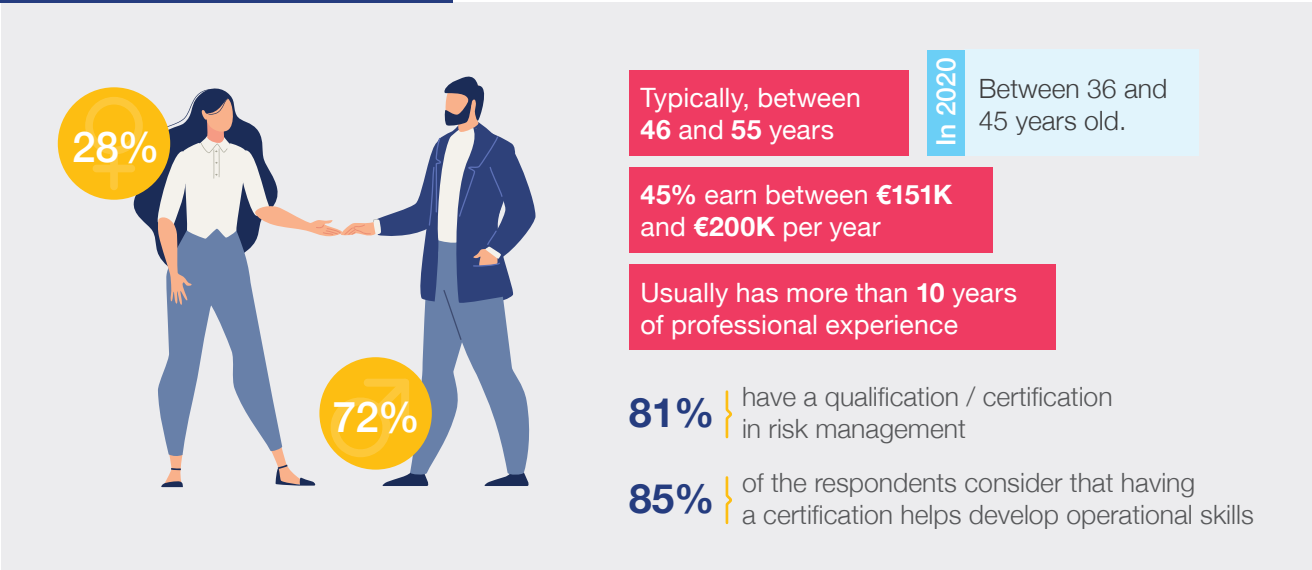 28%
72%
Typically, between
46 and 55 years
In 2020
Between 36 and
45 years old.
45% earn between €151K
and €200K per year
Usually has more than 10 years
of professional experience
81%
have a qualification / certification
in risk management
85%
of the respondents consider that having
a certification helps develop operational skills